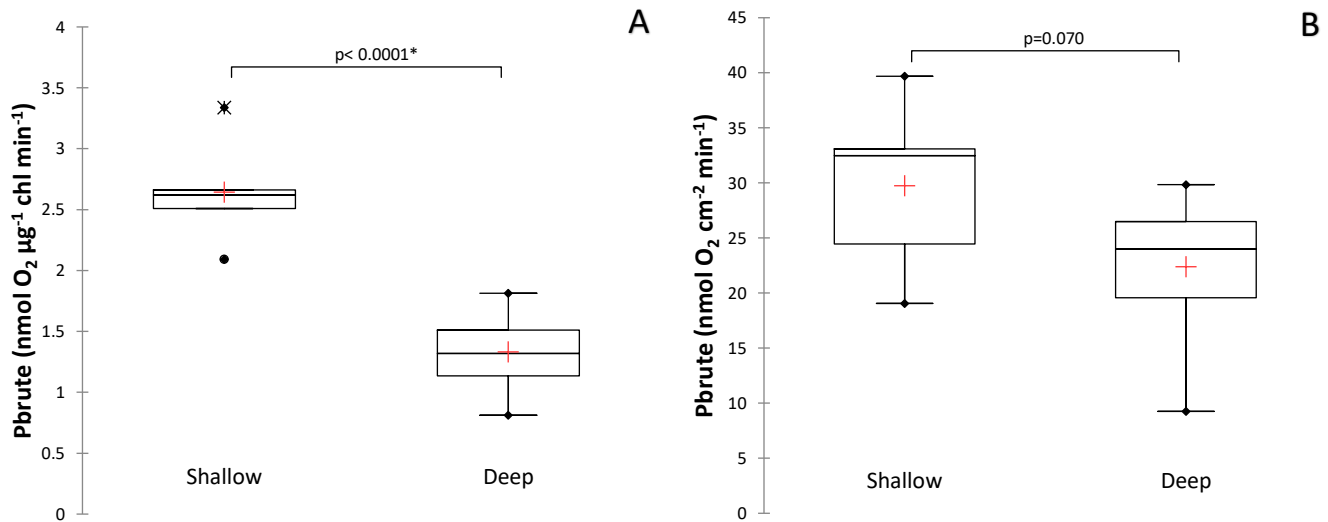 A
p< 0.0001*
Pbrute (nmol O₂ µg⁻¹ chl min⁻¹)
4
3.5
3
2.5
2
1.5
1
0.5
0
Shallow Deep
B
p=0.070
Pbrute (nmol O₂ cm⁻² min⁻¹)
45
40
35
30
25
20
15
10
5
0
Shallow Deep